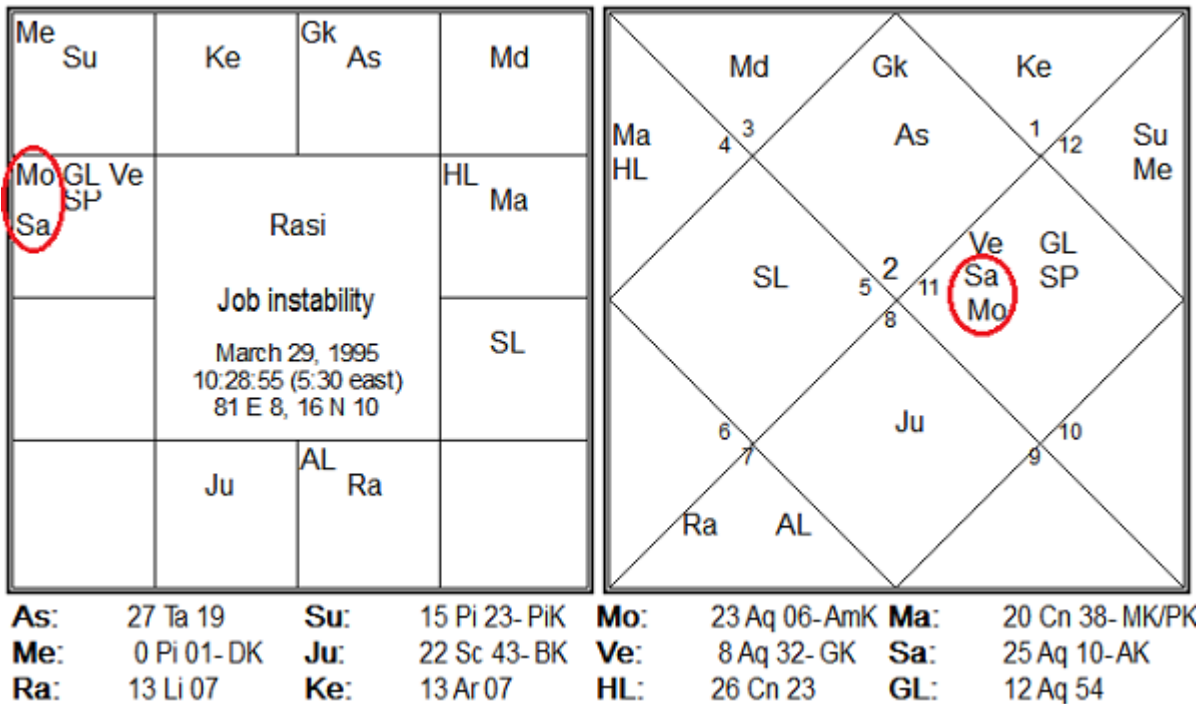 Me
Su
Ke
Gk
As
Md
Mo GL Ve
SP
Sa
HL
Ma
Rasi
Job instability
March 29, 1995
10:28:55 (5:30 east)
81 E 8, 16 N 10
SL
Ju
AL
Ra
Md
Gk
Ke
Ma
HL
4
3
As
1
12
Su
Me
SL
5
2
11
8
Ve
Sa
Mo
GL
SP
6
7
Ju
10
9
Ra
AL
As: 27 Ta 19 Su: 15 Pi 23- PiK Mo: 23 Aq 06- AmK Ma: 20 Cn 38- MK/PK
Me: 0 Pi 01- DK Ju: 22 Sc 43- BK Ve: 8 Aq 32- GK Sa: 25 Aq 10- AK
Ra: 13 Li 07 Ke: 13 Ar 07 HL: 26 Cn 23 GL: 12 Aq 54